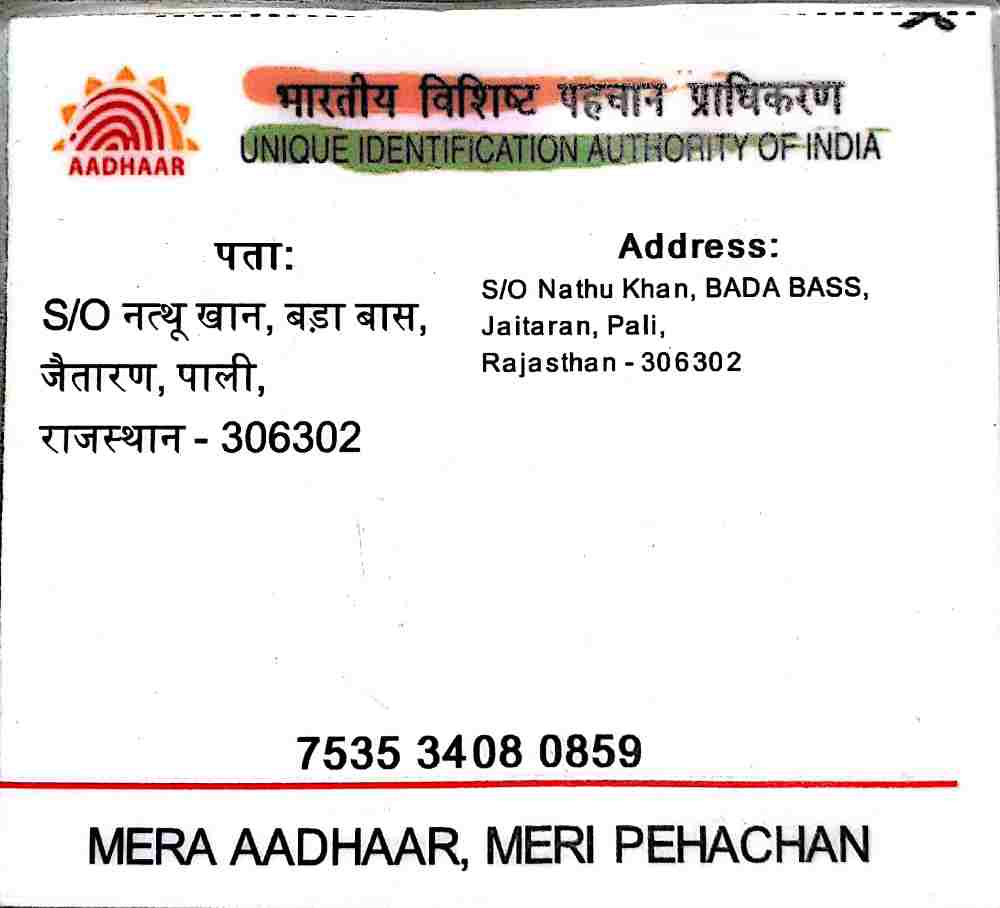 भारतीय विशिष्ट पहचान प्राधिकरण
UNIQUE IDENTIFICATION AUTHORITY OF INDIA
AADHAAR
पता:
S/O नत्थू खान, बड़ा बास,
जैतारण, पाली,
राजस्थान - 306302
Address:
S/O Nathu Khan, BADA BASS,
Jaitaran, Pali,
Rajasthan - 306302
7535 3408 0859
MERA AADHAAR, MERI PEHACHAN